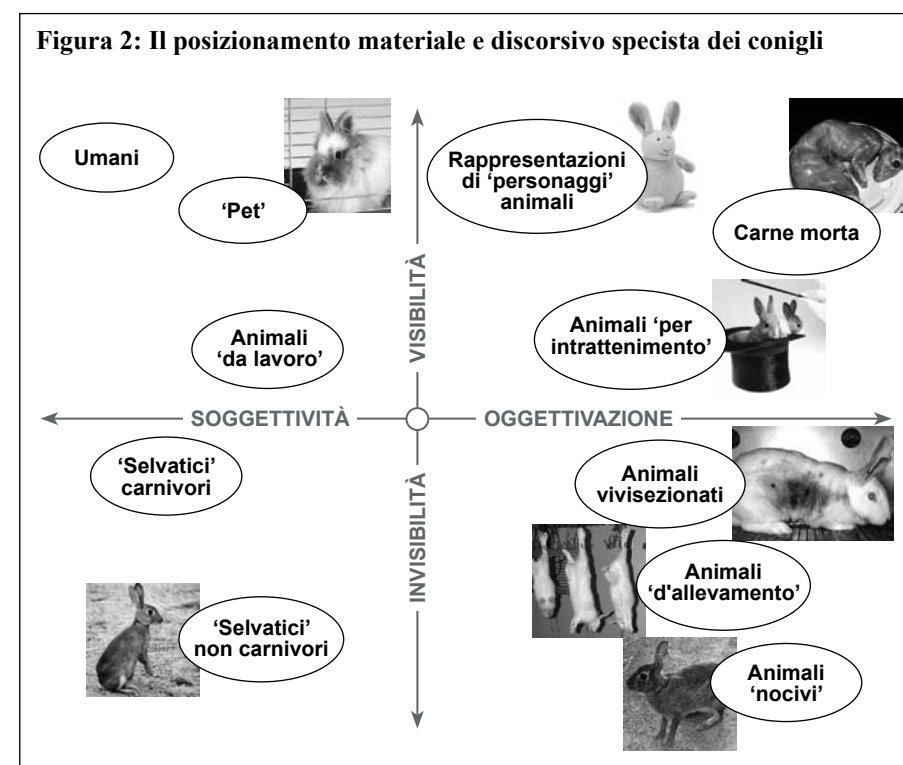 Figura 2: Il posizionamento materiale e discorsivo specista dei conigli
Umani
'Pet'
Rappresentazioni
di 'personaggi'
animali
Carne morta
VISIBILITÀ
Animali
'da lavoro'
Animali 'per
intrattenimento'
SOGGETTIVITÀ
OGGETTIVAZIONE
'Selvatici'
carnivori
Animali
vivisezionati
INVISIBILITÀ
Animali
'd'allevamento'
'Selvatici'
non carnivori
Animali
'nocivi'